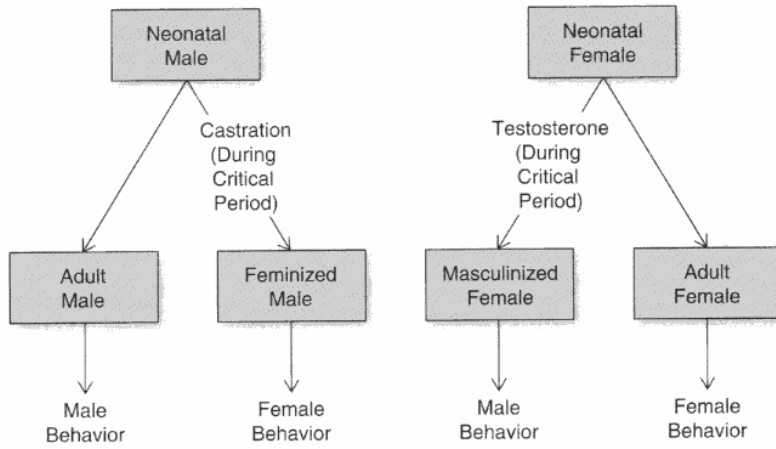 Neonatal
Male
Neonatal
Female
Castration
(During
Critical
Period)
Testosterone
(During
Critical
Period)
Adult
Male
Feminized
Male
Masculinized
Female
Adult
Female
Male
Behavior
Female
Behavior
Male
Behavior
Female
Behavior